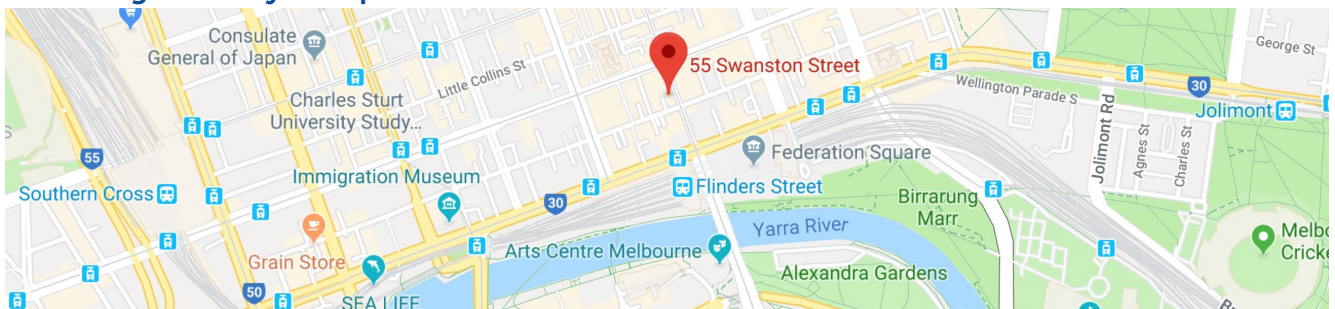 Consulate
General of Japan
55 Swanston Street
George St
Little Collins St
Wellington Parade S
30
Jolimont
Charles Sturt
University Study...
Jolimont Rd
Agnes St
Charles St
55
Immigration Museum
Federation Square
Southern Cross
Flinders Street
30
Birrarung
Marr
Yarra River
Grain Store
Arts Centre Melbourne
Alexandra Gardens
50
SEA LIFE